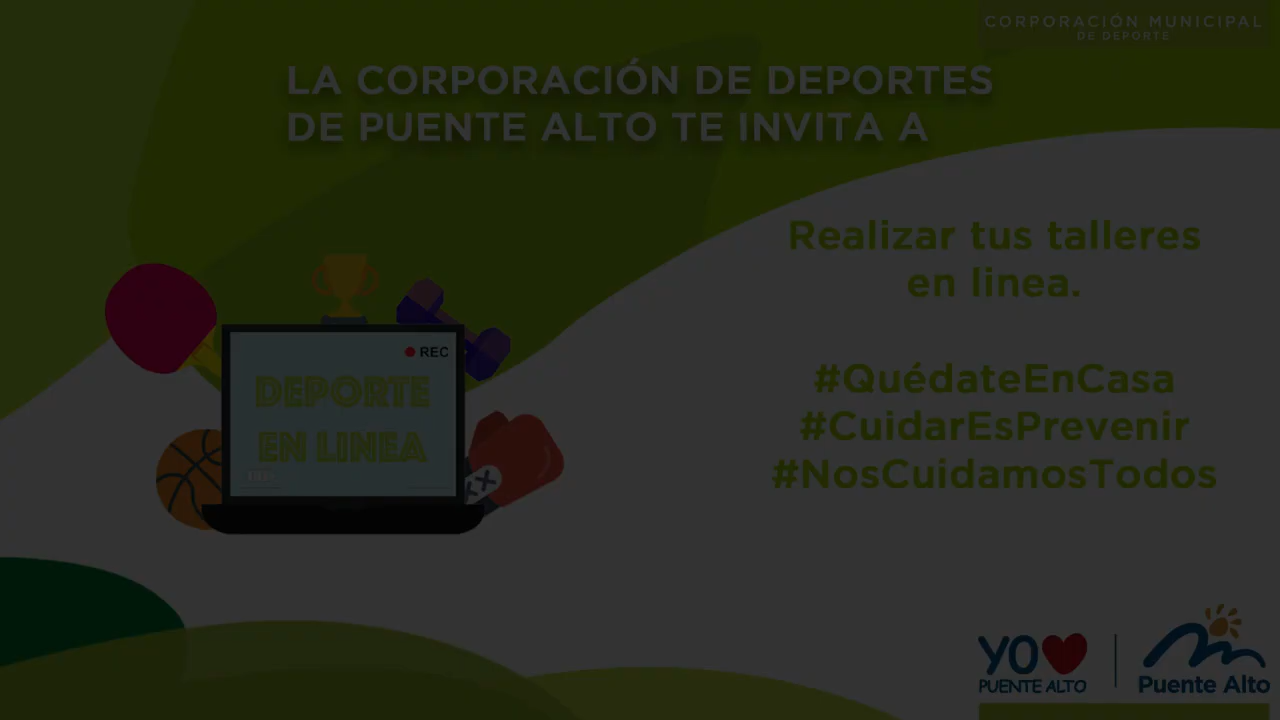 CORPORACIÓN MUNICIPAL
DE DEPORTE
LA CORPORACIÓN DE DEPORTES
DE PUENTE ALTO TE INVITA A
Realizar tus talleres
en linea.
#QuédateEnCasa
#CuidarEsPrevenir
#NosCuidamosTodos
REC
DEPORTE
EN LINEA
YO
PUENTE ALTO
Puente Alto